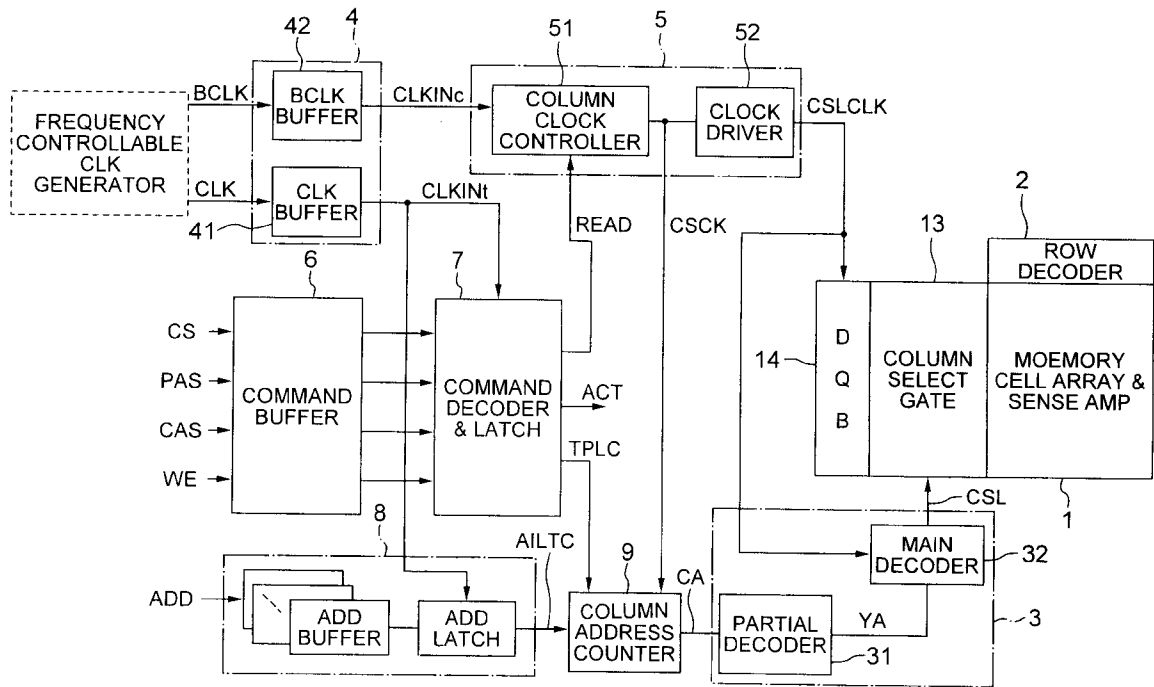 42
4
51
5
52
BCLK
BCLK
BUFFER
CLKINc
COLUMN
CLOCK
CONTROLLER
CLOCK
DRIVER
CSLCLK
FREQUENCY
CONTROLLABLE
CLK
GENERATOR
CLK
CLK
BUFFER
CLKINt
41
READ
CSCK
2
13
ROW
DECODER
6
7
CS
PAS
CAS
WE
COMMAND
BUFFER
COMMAND
DECODER
& LATCH
ACT
TPLC
14
D
Q
B
COLUMN
SELECT
GATE
MOEMORY
CELL ARRAY &
SENSE AMP
CSL
1
8
AILTC
9
CA
MAIN
DECODER
32
ADD
ADD
BUFFER
ADD
LATCH
COLUMN
ADDRESS
COUNTER
PARTIAL
DECODER
YA
3
31